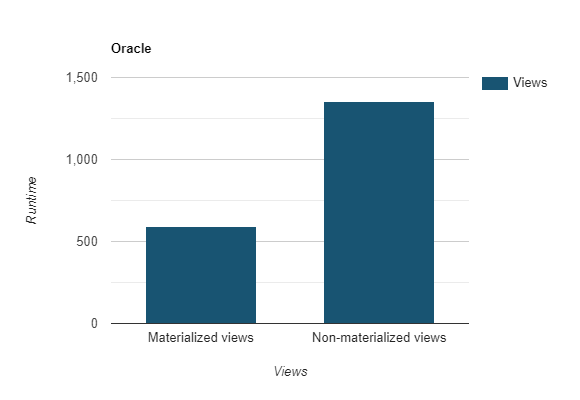 Oracle
1,500
Views
1,000
Runtime
500
0
Materialized views
Non-materialized views
Views